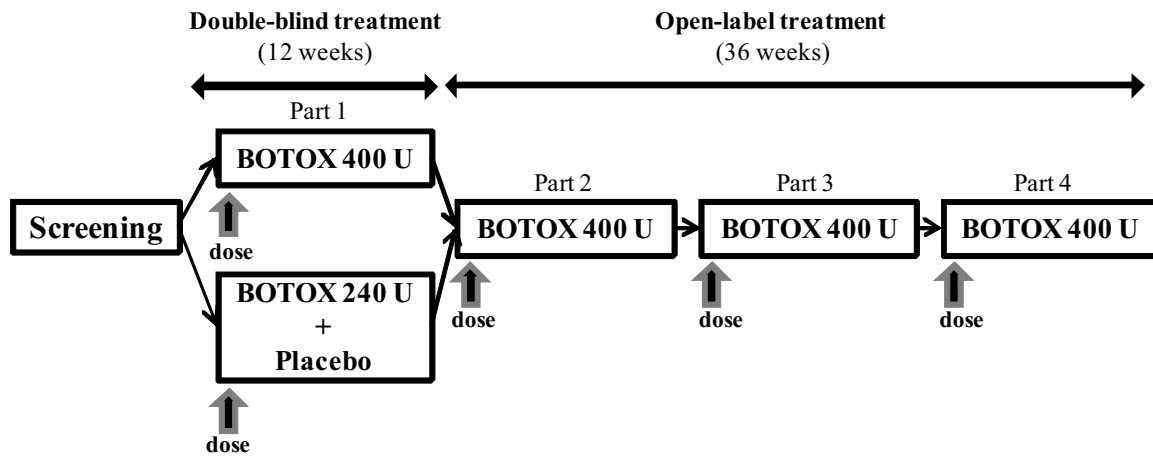 Double-blind treatment
(12 weeks)
Open-label treatment
(36 weeks)
Part 1
BOTOX 400 U
Part 2
Part 3
Part 4
Screening
dose
BOTOX 400 U
BOTOX 400 U
BOTOX 400 U
BOTOX 240 U
+
Placebo
dose
dose
dose
dose